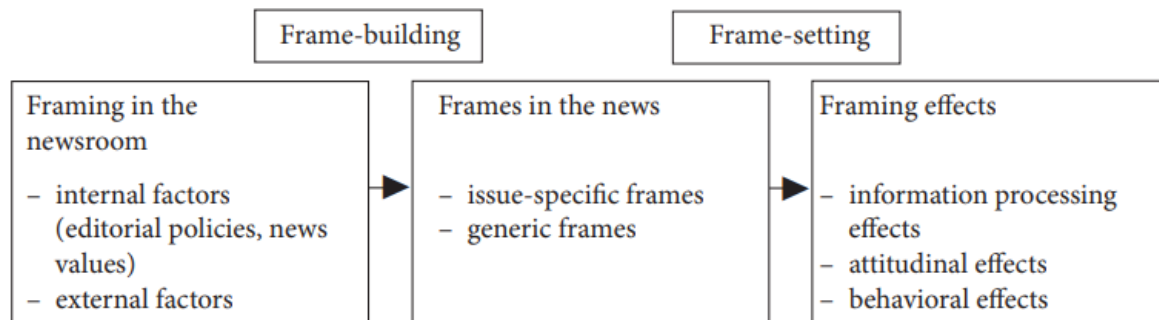 Frame-building
Frame-setting
Framing in the
newsroom
– internal factors
(editorial policies, news
values)
– external factors
Frames in the news
– issue-specific frames
– generic frames
Framing effects
– information processing
effects
– attitudinal effects
– behavioral effects